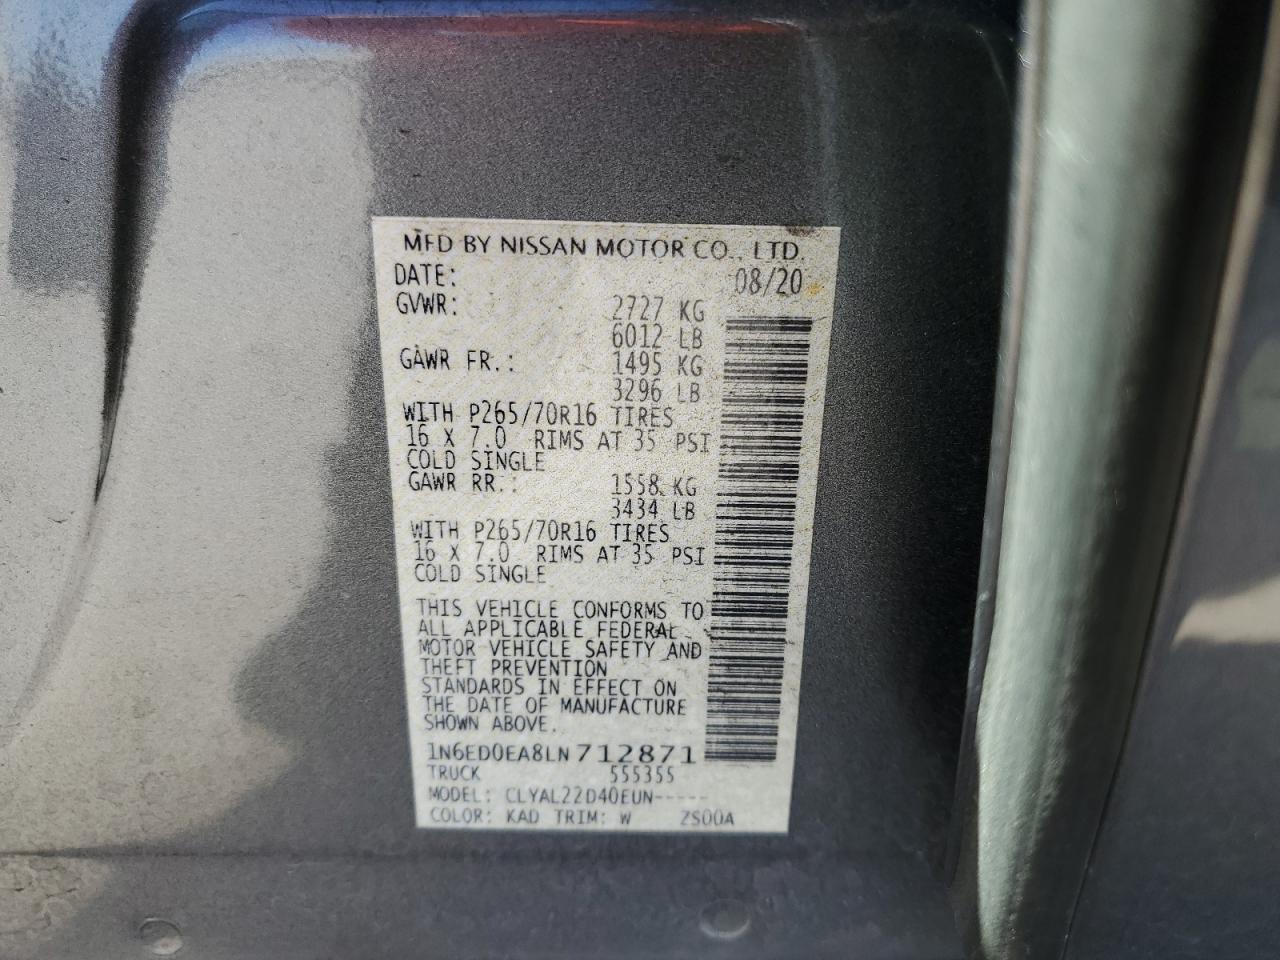 MFD BY NISSAN MOTOR CO., LTD.
DATE: 08/20
GVWR: 2727 KG
6012 LB
GAWR FR.: 1495 KG
3296 LB
WITH P265/70R16 TIRES
16 X 7.0 RIMS AT 35 PSI
COLD SINGLE
GAWR RR.: 1558 KG
3434 LB
WITH P265/70R16 TIRES
16 X 7.0 RIMS AT 35 PSI
COLD SINGLE
THIS VEHICLE CONFORMS TO
ALL APPLICABLE FEDERAL
MOTOR VEHICLE SAFETY AND
THEFT PREVENTION
STANDARDS IN EFFECT ON
THE DATE OF MANUFACTURE
SHOWN ABOVE.
1N6ED0EA8LN712871
TRUCK 555355
MODEL: CLYAL22D40EUN-----
COLOR: KAD TRIM: W ZS00A